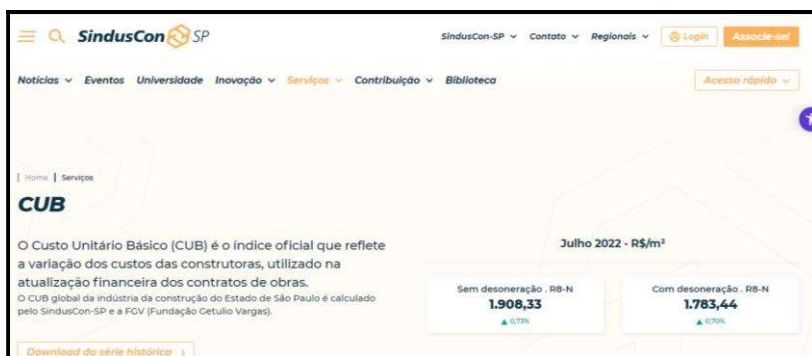 SindusCon SP
SindusCon-SP Contato Regionais Login Associe-se!
Notícias Eventos Universidade Inovação Serviços Contribuição Biblioteca Acesso rápido
Home | Serviços
CUB
O Custo Unitário Básico (CUB) é o índice oficial que reflete
a variação dos custos das construtoras, utilizado na
atualização financeira dos contratos de obras.
O CUB global da indústria da construção do Estado de São Paulo é calculado
pelo SindusCon-SP e a FGV (Fundação Getulio Vargas).
Download da série histórica
Julho 2022 - R$/m²
Sem desoneração . R8-N
1.908,33
0,73%
Com desoneração . R8-N
1.783,44
0,70%